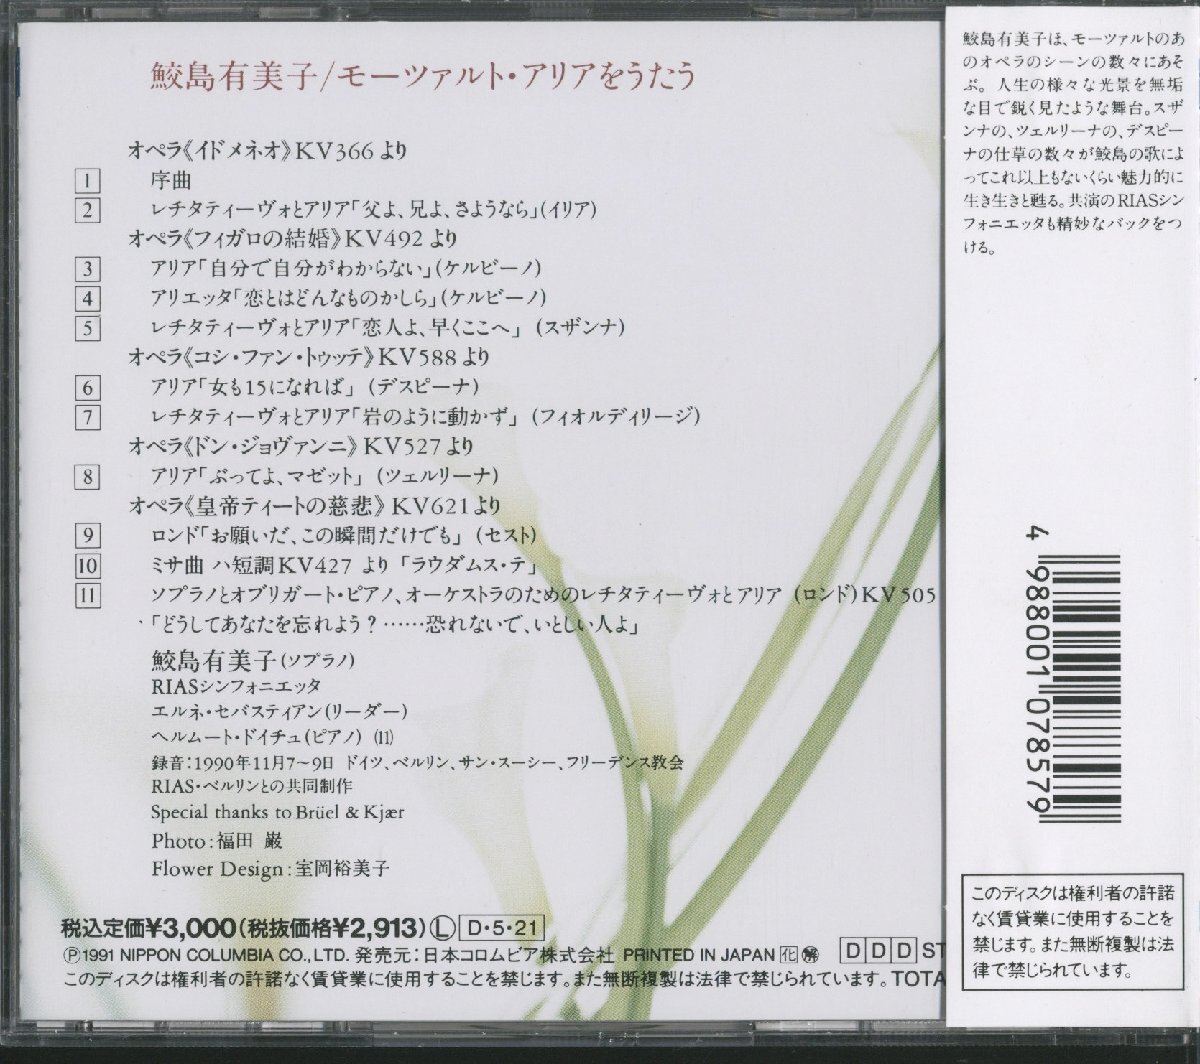 鮫島有美子/モーツァルト・アリアをうたう
オペラ《イドメネオ》KV366より
1 序曲
2 レチタティーヴォとアリア「父よ、兄よ、さようなら」(イリア)
オペラ《フィガロの結婚》KV492より
3 アリア「自分で自分がわからない」(ケルビーノ)
4 アリエッタ「恋とはどんなものかしら」(ケルビーノ)
5 レチタティーヴォとアリア「恋人よ、早くここへ」(スザンナ)
オペラ《コシ・ファン・トゥッテ》KV588より
6 アリア「女も15になれば」(デスピーナ)
7 レチタティーヴォとアリア「岩のように動かず」(フィオルディリージ)
オペラ《ドン・ジョヴァンニ》KV527より
8 アリア「ぶってよ、マゼット」(ツェルリーナ)
オペラ《皇帝ティートの慈悲》KV621より
9 ロンド「お願いだ、この瞬間だけでも」(セスト)
10 ミサ曲 ハ短調KV427 より 「ラウダムス・テ」
11 ソプラノとオブリガート・ピアノ、オーケストラのためのレチタティーヴォとアリア (ロンド)KV505
「どうしてあなたを忘れよう?……恐れないで、いとしい人よ」
鮫島有美子(ソプラノ)
RIASシンフォニエッタ
エルネ・セバスティアン(リーダー)
ヘルムート・ドイチュ(ピアノ) (11)
録音:1990年11月7〜9日 ドイツ、ベルリン、サン・スーシー、フリーデンス教会
RIAS・ベルリンとの共同制作
Special thanks to Brüel & Kjær
Photo:福田 巌
Flower Design:室岡裕美子
税込定価¥3,000(税抜価格¥2,913)Ⓛ D・5・21
Ⓟ1991 NIPPON COLUMBIA CO., LTD. 発売元:日本コロムビア株式会社 PRINTED IN JAPAN 化 解 DDD ST
このディスクは権利者の許諾なく賃貸業に使用することを禁じます。また無断複製は法律で禁じられています。TOTA
鮫島有美子ほ、モーツァルトのあ
のオペラのシーンの数々にあそ
ぶ。人生の様々な光景を無垢
な目で鋭く見たような舞台。スザ
ンナの、ツェルリーナの、デスピー
ナの仕草の数々が鮫島の歌によ
ってこれ以上もないくらい魅力的に
生き生きと甦る。共演のRIASシン
フォニエッタも精妙なバックをつ
ける。
4 988001 078579
このディスクは権利者の許諾
なく賃貸業に使用することを
禁じます。また無断複製は法
律で禁じられています。